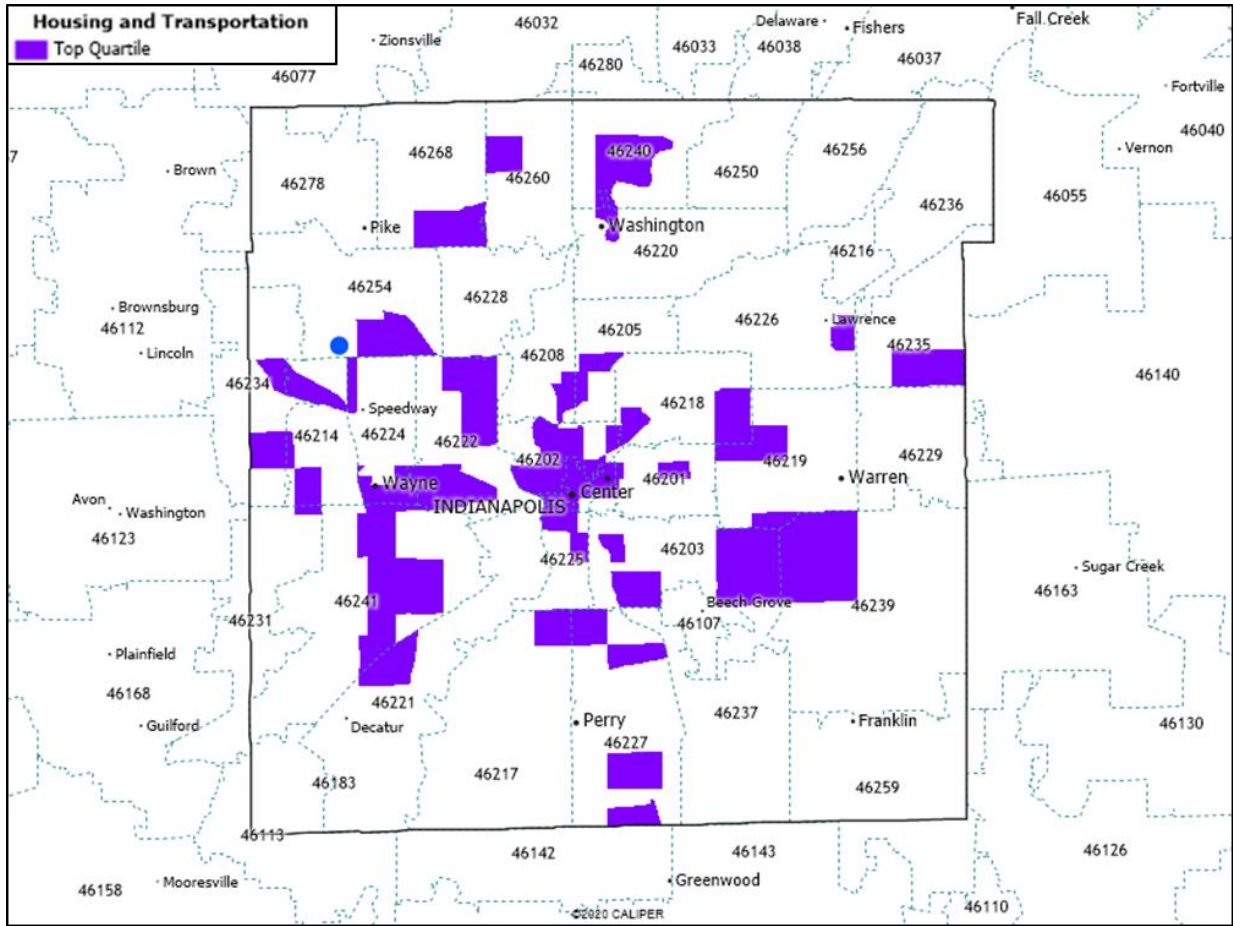 Housing and Transportation
Top Quartile
46032
Delaware
Fishers
Fall Creek
Zionsville
46033
46038
46037
46077
46280
Fortville
46040
7
Brown
46268
46240
46256
Vernon
46278
46260
46250
46055
46236
Pike
Washington
46220
46216
46254
46228
Brownsburg
46112
Lincoln
46205
46226
Lawrence
46235
46208
46234
46140
Speedway
46218
46214
46224
46222
46202
46219
46229
Wayne
46201
Warren
Avon
Washington
INDIANAPOLIS
Center
46123
46225
46203
Sugar Creek
46163
46241
Beech Grove
46107
46239
46231
Plainfield
46168
46221
Guilford
Decatur
Perry
46237
Franklin
46130
46227
46183
46217
46259
46113
46142
46143
46126
46158
Mooresville
Greenwood
46110
©2020 CALIPER